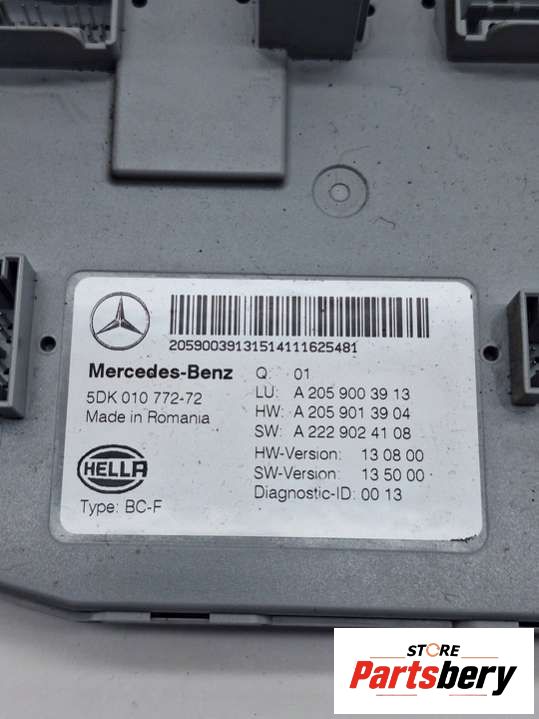 2059003913151411​1625481
Mercedes-Benz
5DK 010 772-72
Made in Romania
HELLA
Type: BC-F
Q: 01
LU: A 205 900 39 13
HW: A 205 901 39 04
SW: A 222 902 41 08
HW-Version: 13 08 00
SW-Version: 13 50 00
Diagnostic-ID: 00 13
STORE
Partsbery